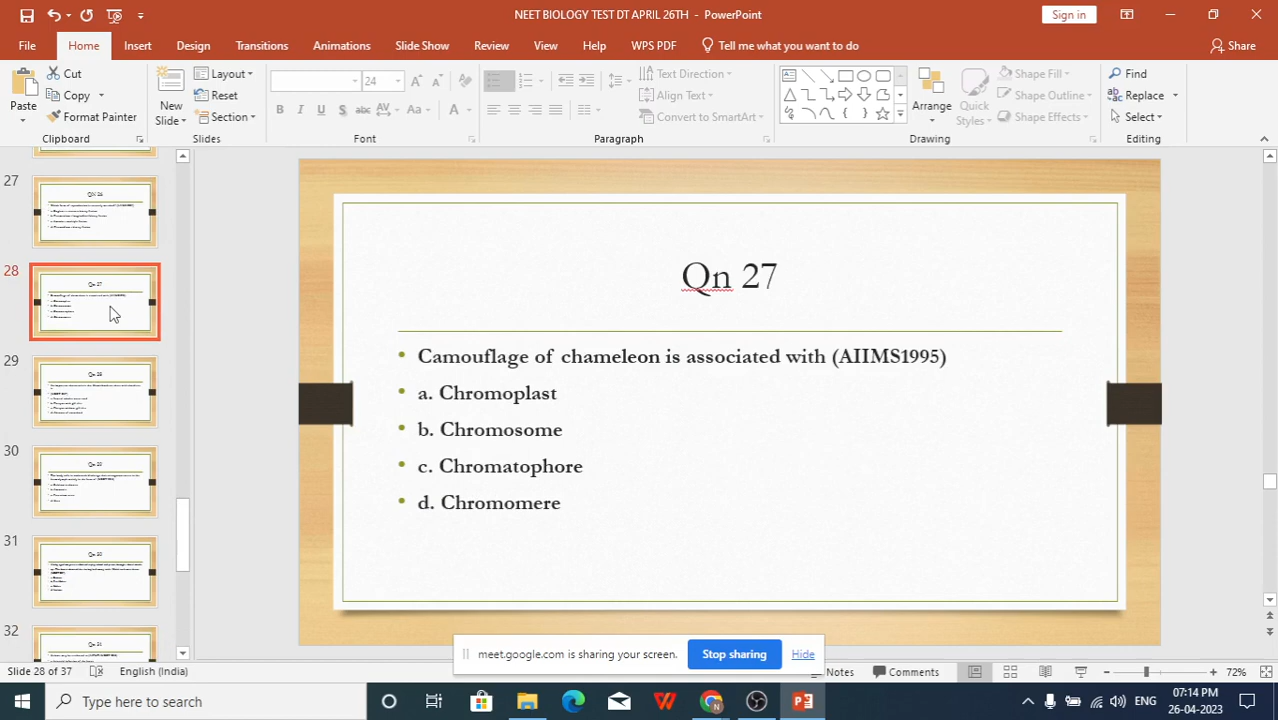 NEET BIOLOGY TEST DT APRIL 26TH - PowerPoint
Sign in
File Home Insert Design Transitions Animations Slide Show Review View Help WPS PDF Tell me what you want to do Share
Paste
Cut
Copy
Format Painter
Clipboard
New Slide
Layout
Reset
Section
Slides
24
B I U S abc AV Aa A
Font
Text Direction
Align Text
Convert to SmartArt
Paragraph
Arrange
Quick Styles
Shape Fill
Shape Outline
Shape Effects
Drawing
Find
Replace
Select
Editing
27
28
29
30
31
32
Qn 27
• Camouflage of chameleon is associated with (AIIMS1995)
• a. Chromoplast
• b. Chromosome
• c. Chromatophore
• d. Chromomere
meet.google.com is sharing your screen. Stop sharing Hide
Slide 28 of 37 English (India) Notes Comments 72%
Type here to search
ENG
07:14 PM
26-04-2023